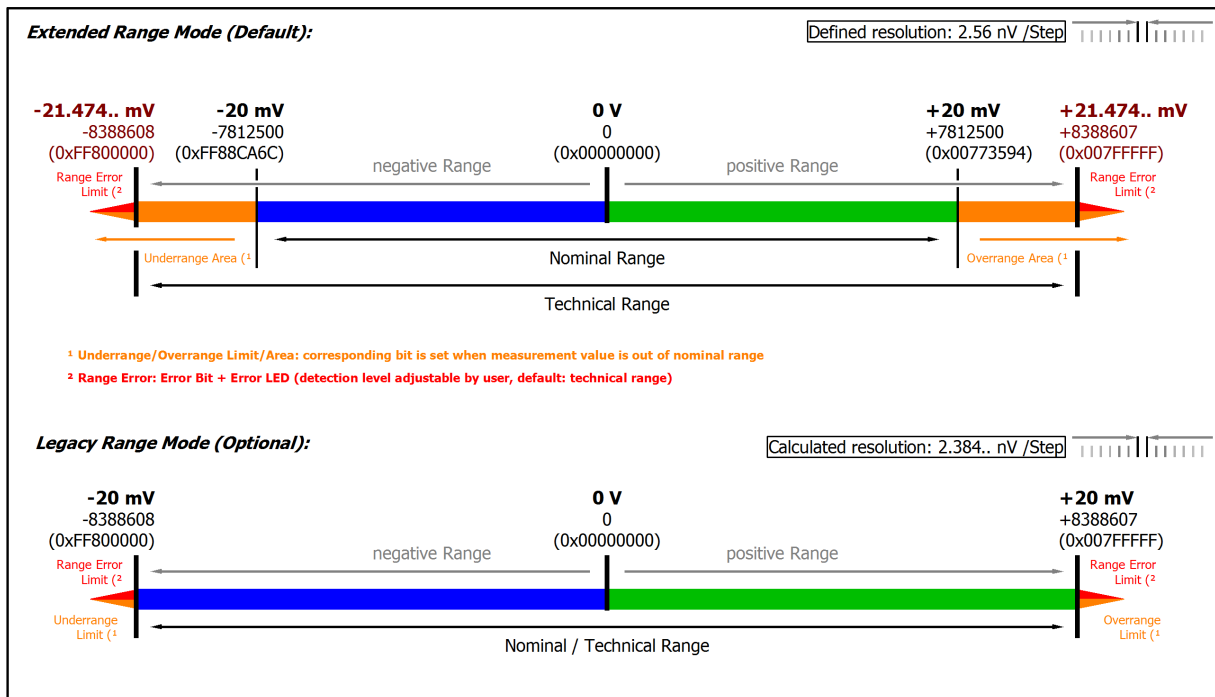 Extended Range Mode (Default):
Defined resolution: 2.56 nV /Step
-21.474.. mV
-20 mV
0 V
+20 mV
+21.474.. mV
-8388608
-7812500
0
+7812500
+8388607
(0xFF800000)
(0xFF88CA6C)
(0x00000000)
(0x00773594)
(0x007FFFFF)
negative Range
positive Range
Range Error
Limit (²
Range Error
Limit (²
Underrange Area (¹
Nominal Range
Overrange Area (¹
Technical Range
¹ Underrange/Overrange Limit/Area: corresponding bit is set when measurement value is out of nominal range
² Range Error: Error Bit + Error LED (detection level adjustable by user, default: technical range)
Legacy Range Mode (Optional):
Calculated resolution: 2.384.. nV /Step
-20 mV
0 V
+20 mV
-8388608
0
+8388607
(0xFF800000)
(0x00000000)
(0x007FFFFF)
negative Range
positive Range
Range Error
Limit (²
Range Error
Limit (²
Underrange
Limit (¹
Overrange
Limit (¹
Nominal / Technical Range